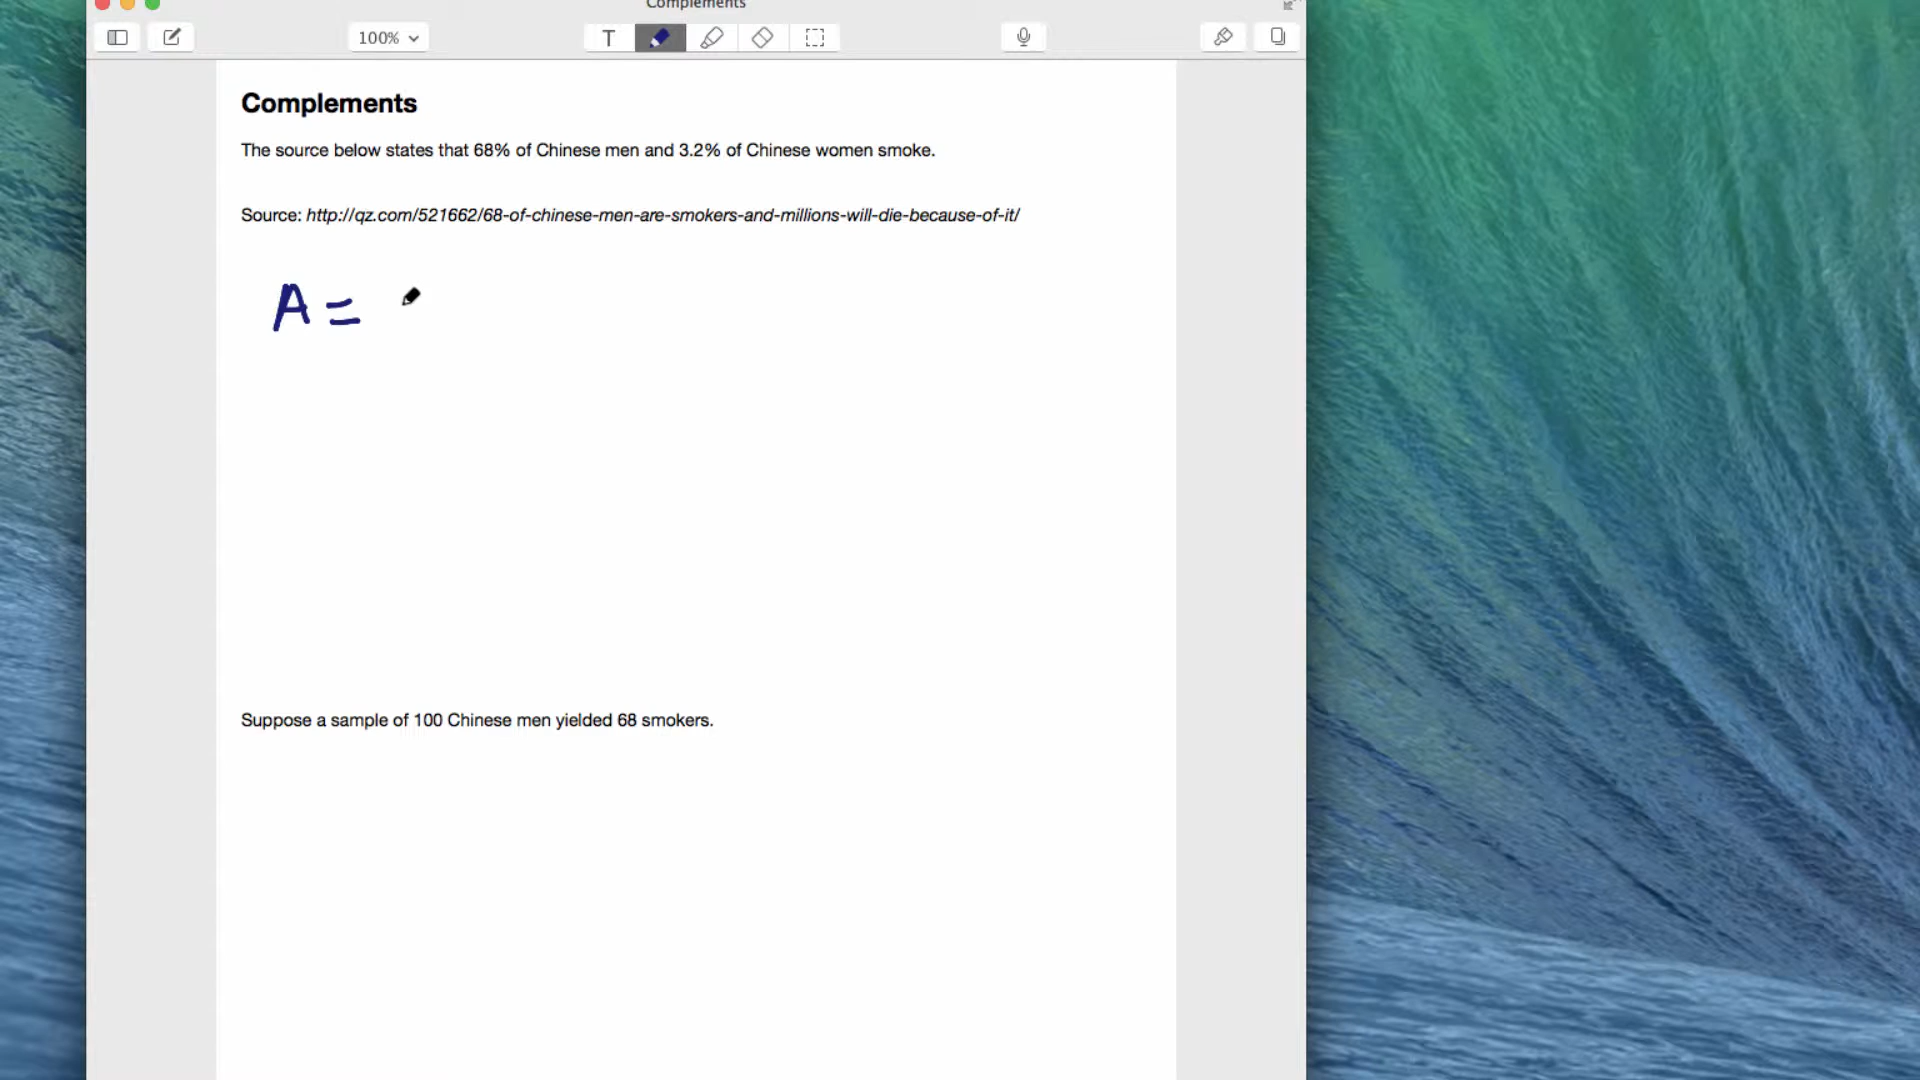 Complements
100%
T
Complements
The source below states that 68% of Chinese men and 3.2% of Chinese women smoke.
Source: http://qz.com/521662/68-of-chinese-men-are-smokers-and-millions-will-die-because-of-it/
A =
Suppose a sample of 100 Chinese men yielded 68 smokers.